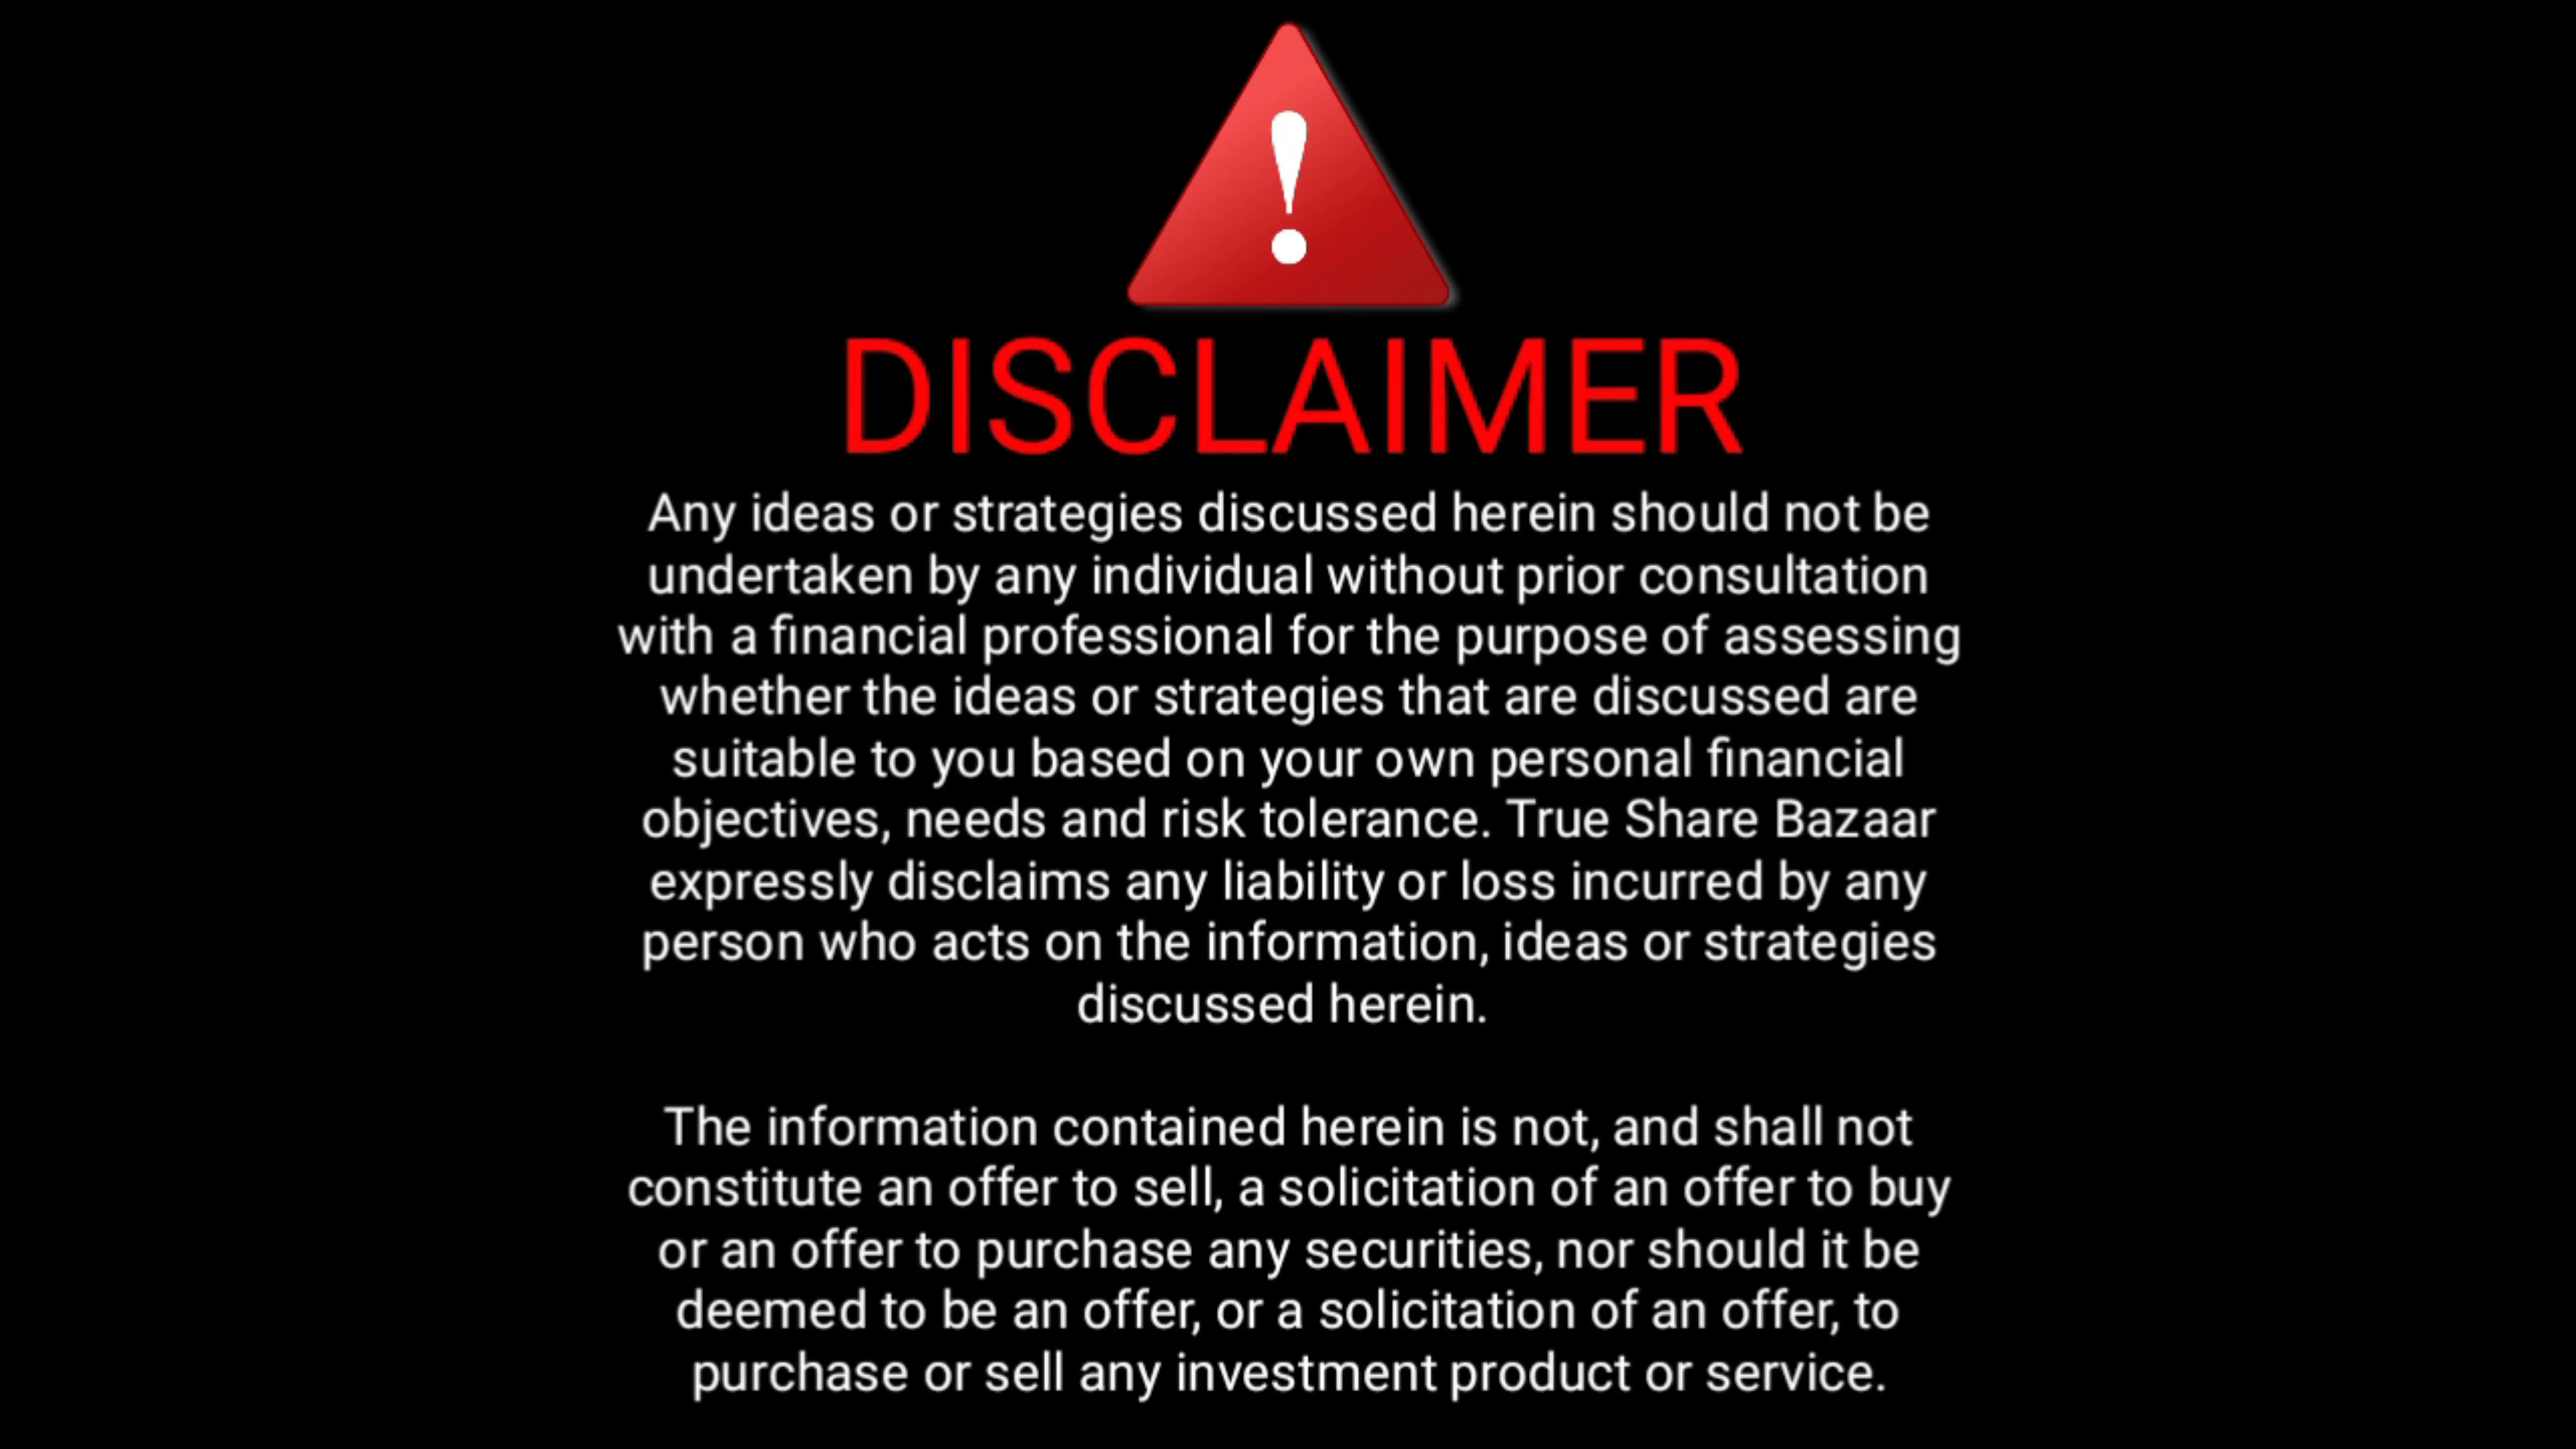 !
DISCLAIMER
Any ideas or strategies discussed herein should not be
undertaken by any individual without prior consultation
with a financial professional for the purpose of assessing
whether the ideas or strategies that are discussed are
suitable to you based on your own personal financial
objectives, needs and risk tolerance. True Share Bazaar
expressly disclaims any liability or loss incurred by any
person who acts on the information, ideas or strategies
discussed herein.
The information contained herein is not, and shall not
constitute an offer to sell, a solicitation of an offer to buy
or an offer to purchase any securities, nor should it be
deemed to be an offer, or a solicitation of an offer, to
purchase or sell any investment product or service.